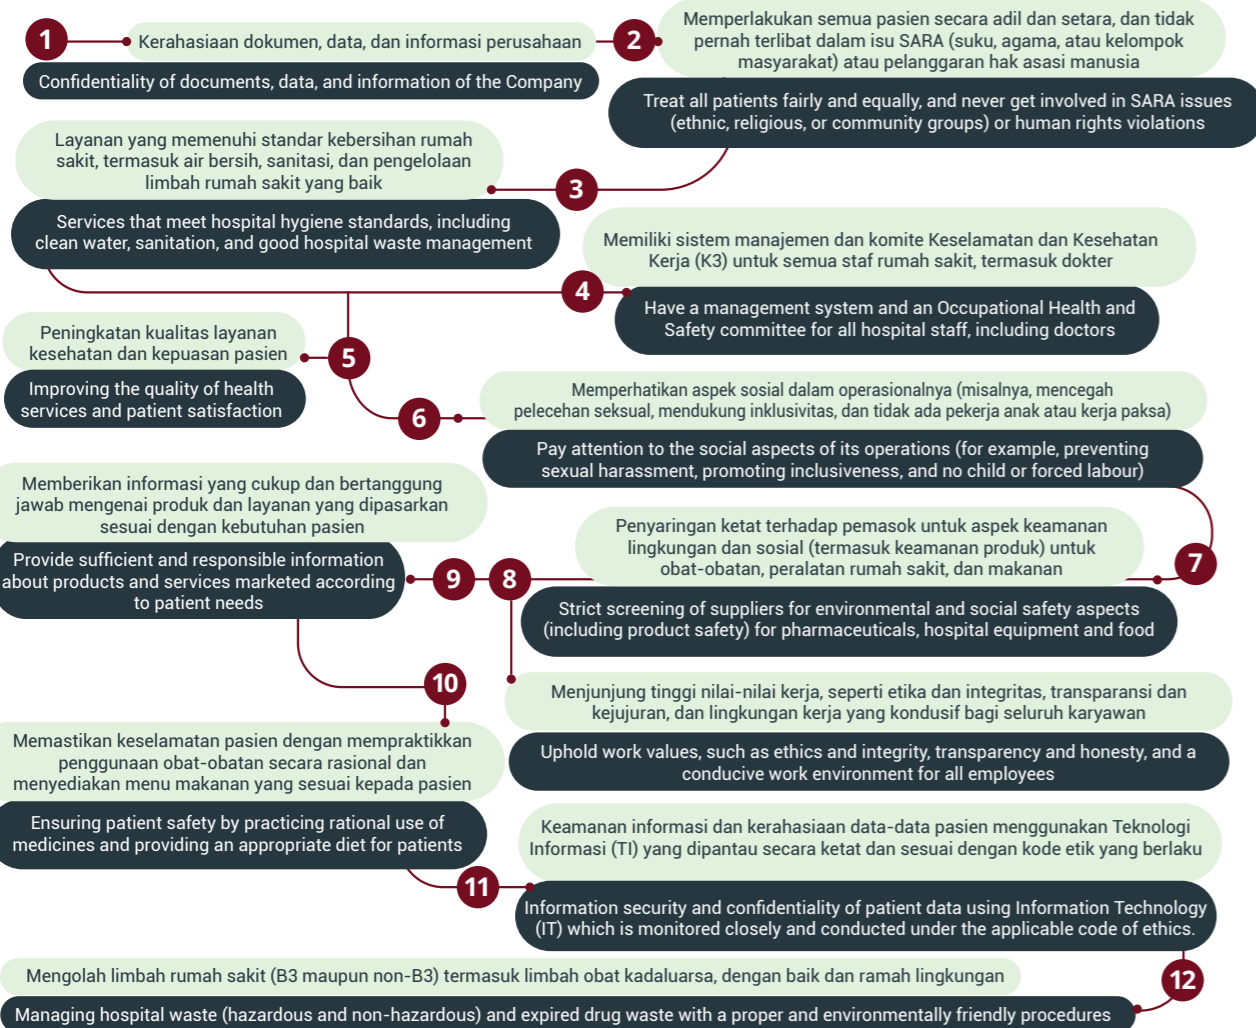 1
Kerahasiaan dokumen, data, dan informasi perusahaan
Confidentiality of documents, data, and information of the Company
2
Memperlakukan semua pasien secara adil dan setara, dan tidak
pernah terlibat dalam isu SARA (suku, agama, atau kelompok
masyarakat) atau pelanggaran hak asasi manusia
Treat all patients fairly and equally, and never get involved in SARA issues
(ethnic, religious, or community groups) or human rights violations
Layanan yang memenuhi standar kebersihan rumah
sakit, termasuk air bersih, sanitasi, dan pengelolaan
limbah rumah sakit yang baik
3
Services that meet hospital hygiene standards, including
clean water, sanitation, and good hospital waste management
4
Memiliki sistem manajemen dan komite Keselamatan dan Kesehatan
Kerja (K3) untuk semua staf rumah sakit, termasuk dokter
Have a management system and an Occupational Health and
Safety committee for all hospital staff, including doctors
Peningkatan kualitas layanan
kesehatan dan kepuasan pasien
5
Improving the quality of health
services and patient satisfaction
6
Memperhatikan aspek sosial dalam operasionalnya (misalnya, mencegah
pelecehan seksual, mendukung inklusivitas, dan tidak ada pekerja anak atau kerja paksa)
Pay attention to the social aspects of its operations (for example, preventing
sexual harassment, promoting inclusiveness, and no child or forced labour)
7
Penyaringan ketat terhadap pemasok untuk aspek keamanan
lingkungan dan sosial (termasuk keamanan produk) untuk
obat-obatan, peralatan rumah sakit, dan makanan
Strict screening of suppliers for environmental and social safety aspects
(including product safety) for pharmaceuticals, hospital equipment and food
8
Menjunjung tinggi nilai-nilai kerja, seperti etika dan integritas, transparansi dan
kejujuran, dan lingkungan kerja yang kondusif bagi seluruh karyawan
Uphold work values, such as ethics and integrity, transparency and honesty, and a
conducive work environment for all employees
9
Memberikan informasi yang cukup dan bertanggung
jawab mengenai produk dan layanan yang dipasarkan
sesuai dengan kebutuhan pasien
Provide sufficient and responsible information
about products and services marketed according
to patient needs
10
Memastikan keselamatan pasien dengan mempraktikkan
penggunaan obat-obatan secara rasional dan
menyediakan menu makanan yang sesuai kepada pasien
Ensuring patient safety by practicing rational use of
medicines and providing an appropriate diet for patients
11
Keamanan informasi dan kerahasiaan data-data pasien menggunakan Teknologi
Informasi (TI) yang dipantau secara ketat dan sesuai dengan kode etik yang berlaku
Information security and confidentiality of patient data using Information Technology
(IT) which is monitored closely and conducted under the applicable code of ethics.
12
Mengolah limbah rumah sakit (B3 maupun non-B3) termasuk limbah obat kadaluarsa, dengan baik dan ramah lingkungan
Managing hospital waste (hazardous and non-hazardous) and expired drug waste with a proper and environmentally friendly procedures